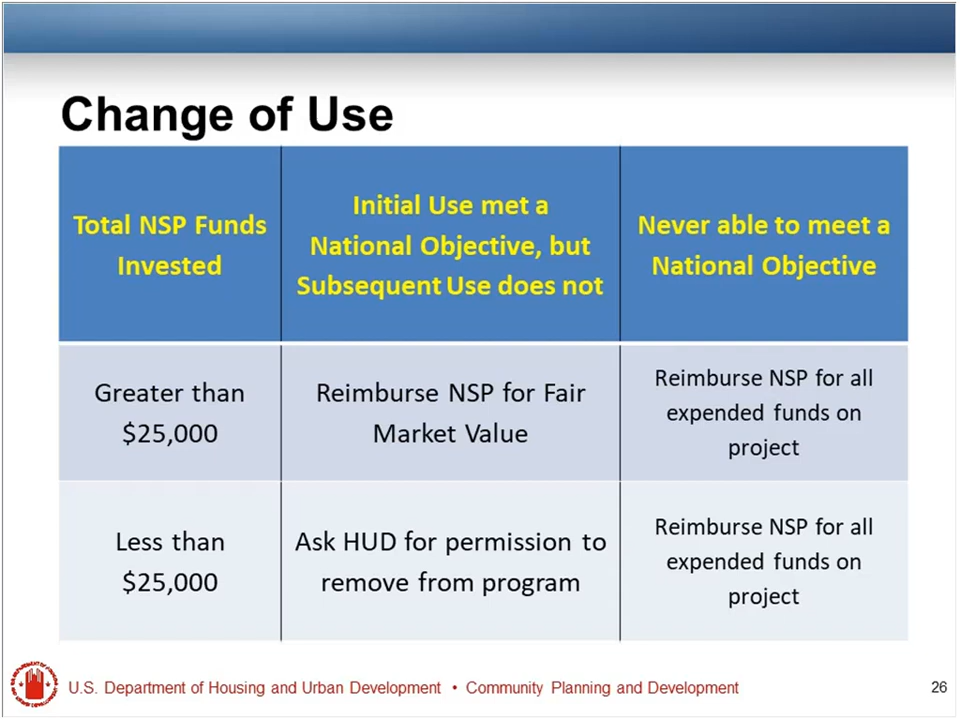 Change of Use
Total NSP Funds
Invested
Initial Use met a
National Objective, but
Subsequent Use does not
Never able to meet a
National Objective
Greater than
$25,000
Reimburse NSP for Fair
Market Value
Reimburse NSP for all
expended funds on
project
Less than
$25,000
Ask HUD for permission to
remove from program
Reimburse NSP for all
expended funds on
project
U.S. Department of Housing and Urban Development • Community Planning and Development
26